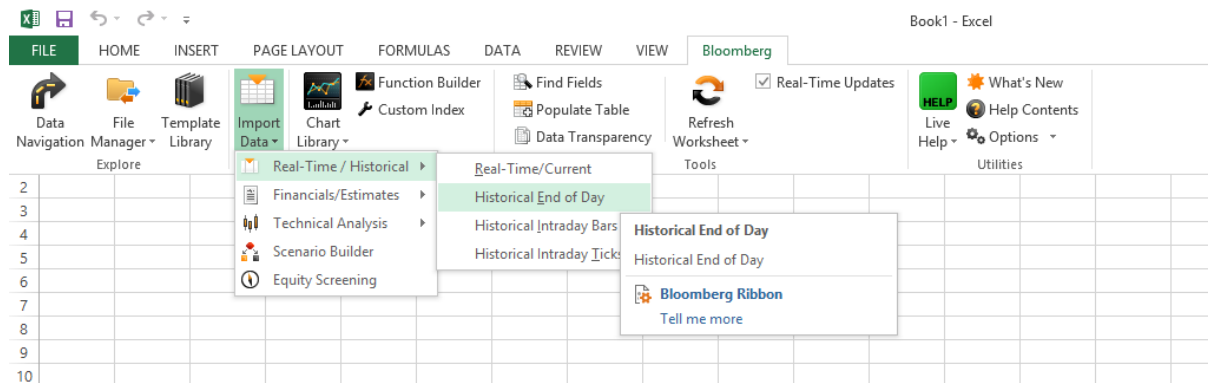 Book1 - Excel
FILE HOME INSERT PAGE LAYOUT FORMULAS DATA REVIEW VIEW Bloomberg
Data Navigation
File Manager
Template Library
Import Data
Chart Library
Function Builder
Custom Index
Find Fields
Populate Table
Data Transparency
Refresh Worksheet
Real-Time Updates
HELP
Live Help
What's New
Help Contents
Options
Explore
Tools
Utilities
Real-Time / Historical
Financials/Estimates
Technical Analysis
Scenario Builder
Equity Screening
Real-Time/Current
Historical End of Day
Historical Intraday Bars
Historical Intraday Ticks
Historical End of Day
Historical End of Day
Bloomberg Ribbon
Tell me more
2
3
4
5
6
7
8
9
10